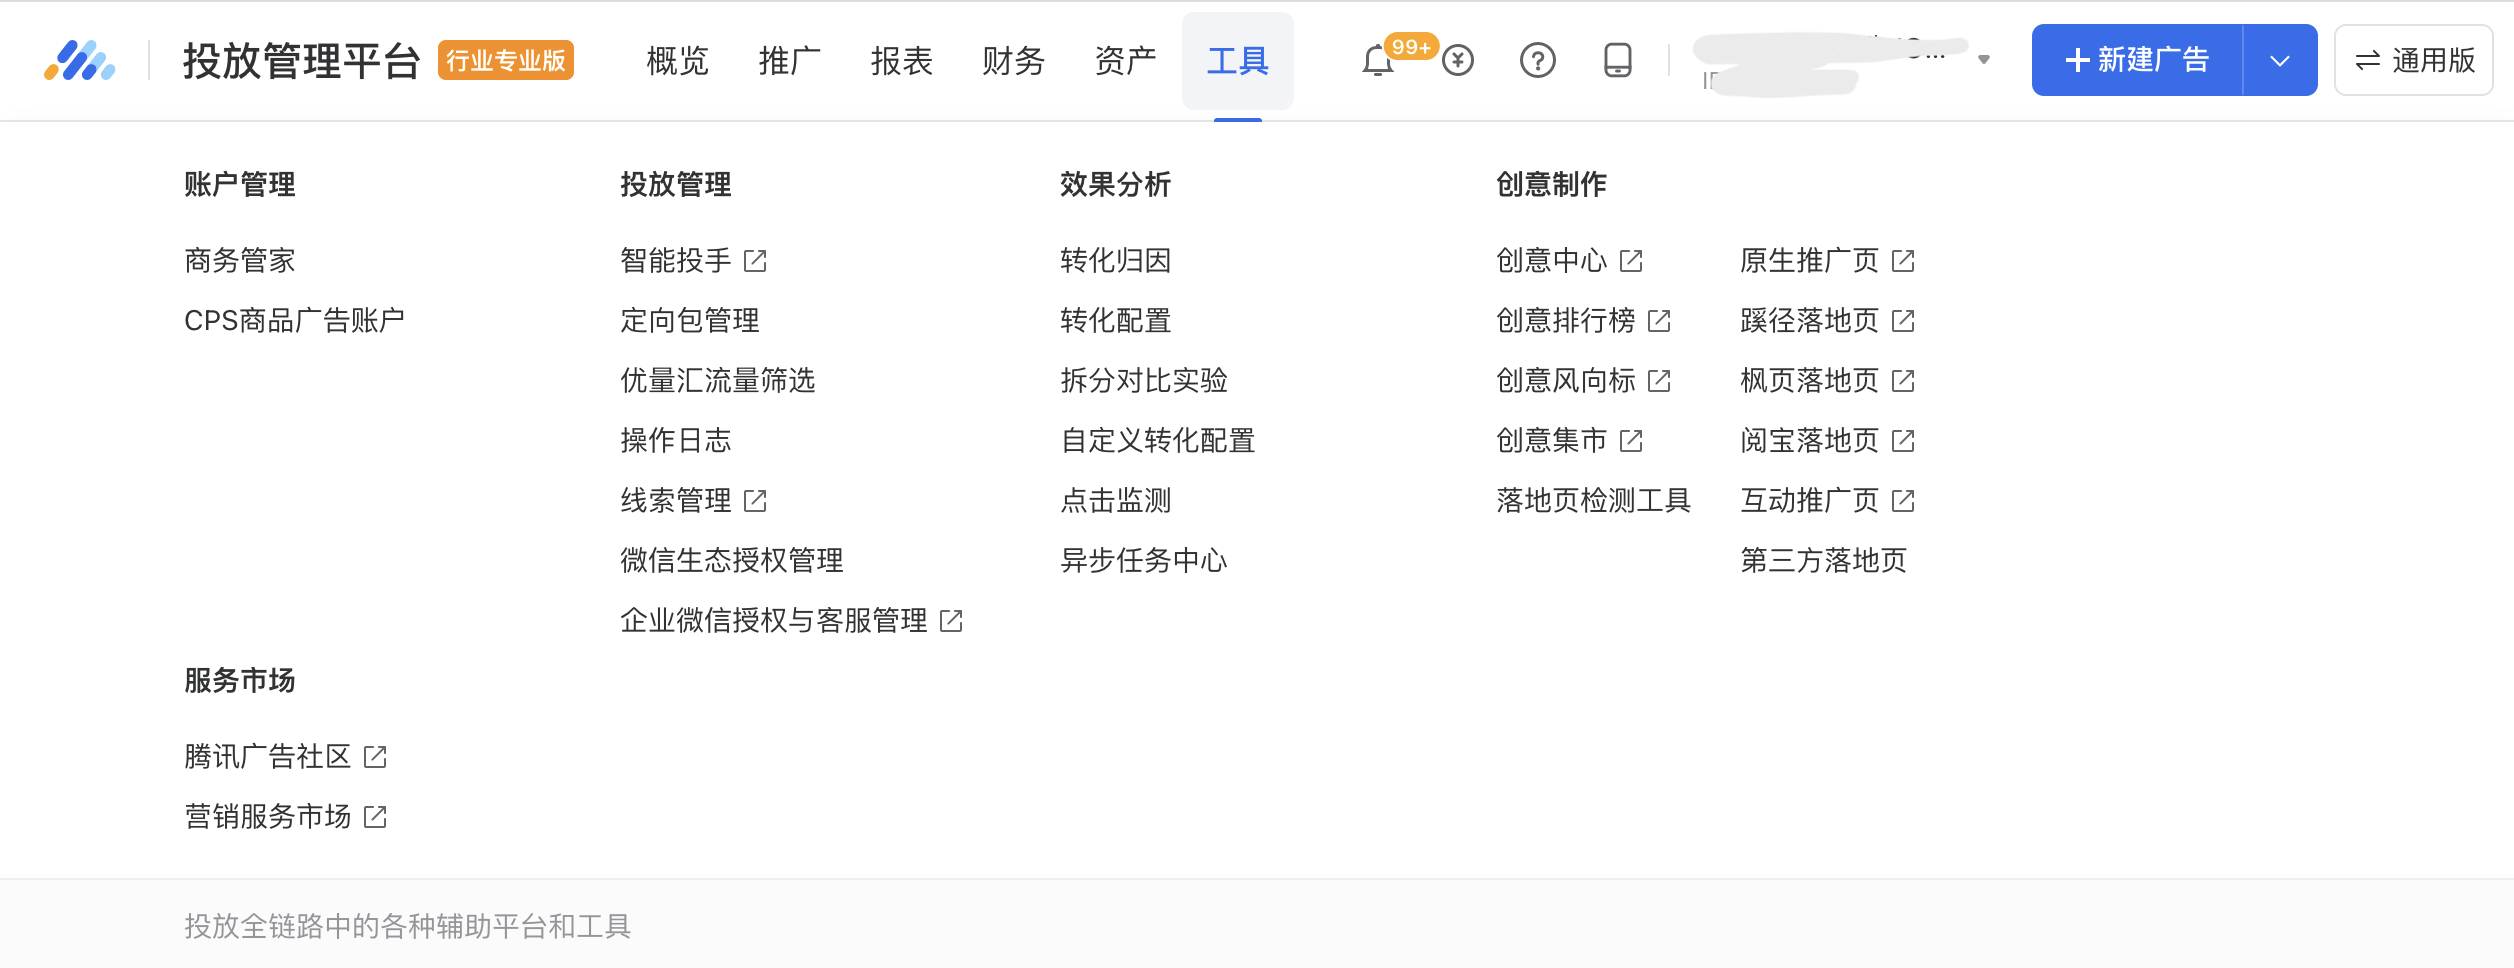 投放管理平台 行业专业版 概览 推广 报表 财务 资产 工具 99+ 新建广告 通用版
账户管理
商务管家
CPS商品广告账户
投放管理
智能投手
定向包管理
优量汇流量筛选
操作日志
线索管理
微信生态授权管理
企业微信授权与客服管理
效果分析
转化归因
转化配置
拆分对比实验
自定义转化配置
点击监测
异步任务中心
创意制作
创意中心
创意排行榜
创意风向标
创意集市
落地页检测工具
原生推广页
蹊径落地页
枫页落地页
阅宝落地页
互动推广页
第三方落地页
服务市场
腾讯广告社区
营销服务市场
投放全链路中的各种辅助平台和工具